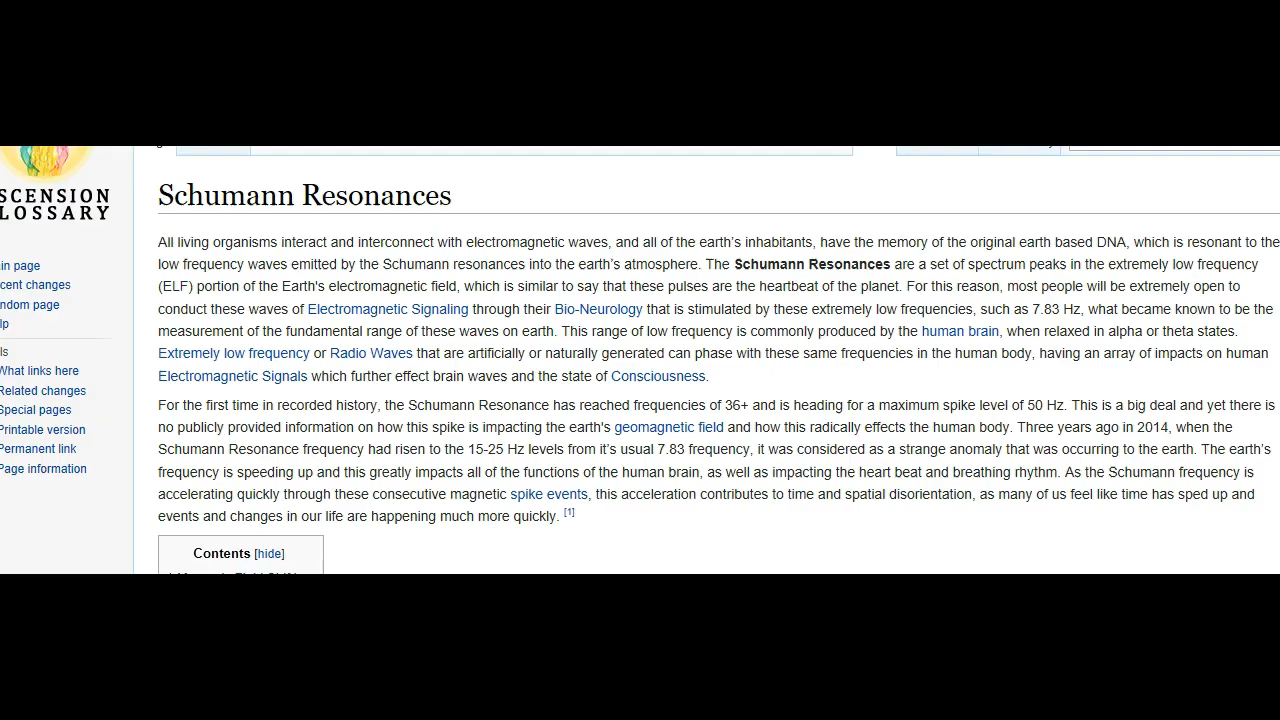 SCENSION
LOSSARY
in page
cent changes
ndom page
lp
ls
What links here
Related changes
Special pages
Printable version
Permanent link
Page information
Schumann Resonances
All living organisms interact and interconnect with electromagnetic waves, and all of the earth's inhabitants, have the memory of the original earth based DNA, which is resonant to the
low frequency waves emitted by the Schumann resonances into the earth's atmosphere. The Schumann Resonances are a set of spectrum peaks in the extremely low frequency
(ELF) portion of the Earth's electromagnetic field, which is similar to say that these pulses are the heartbeat of the planet. For this reason, most people will be extremely open to
conduct these waves of Electromagnetic Signaling through their Bio-Neurology that is stimulated by these extremely low frequencies, such as 7.83 Hz, what became known to be the
measurement of the fundamental range of these waves on earth. This range of low frequency is commonly produced by the human brain, when relaxed in alpha or theta states.
Extremely low frequency or Radio Waves that are artificially or naturally generated can phase with these same frequencies in the human body, having an array of impacts on human
Electromagnetic Signals which further effect brain waves and the state of Consciousness.
For the first time in recorded history, the Schumann Resonance has reached frequencies of 36+ and is heading for a maximum spike level of 50 Hz. This is a big deal and yet there is
no publicly provided information on how this spike is impacting the earth's geomagnetic field and how this radically effects the human body. Three years ago in 2014, when the
Schumann Resonance frequency had risen to the 15-25 Hz levels from it's usual 7.83 frequency, it was considered as a strange anomaly that was occurring to the earth. The earth's
frequency is speeding up and this greatly impacts all of the functions of the human brain, as well as impacting the heart beat and breathing rhythm. As the Schumann frequency is
accelerating quickly through these consecutive magnetic spike events, this acceleration contributes to time and spatial disorientation, as many of us feel like time has sped up and
events and changes in our life are happening much more quickly. [1]
Contents [hide]